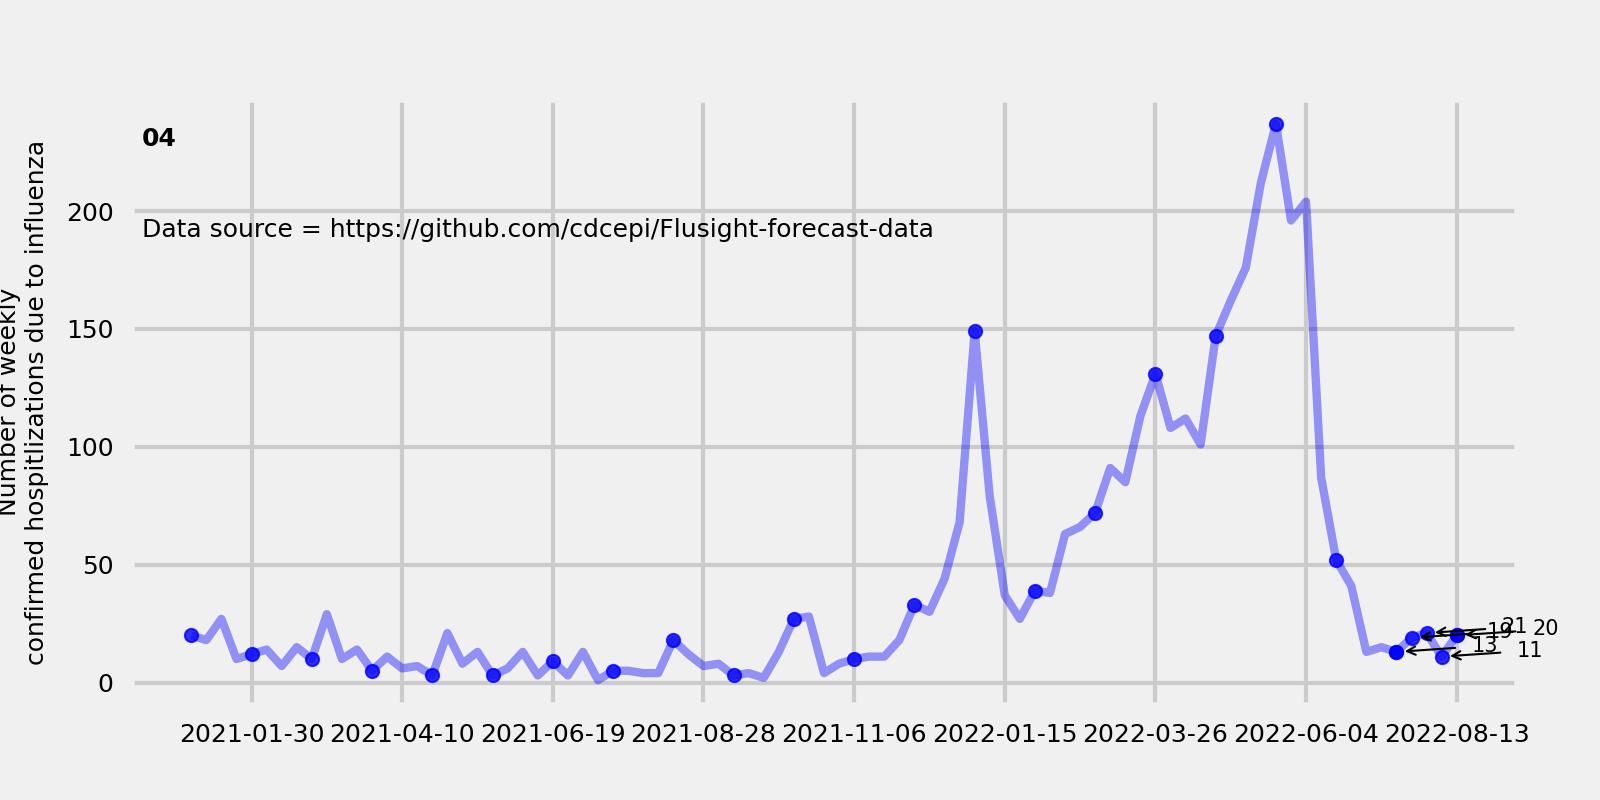 04
Data source = https://github.com/cdcepi/Flusight-forecast-data
Number of weekly
confirmed hospitlizations due to influenza
200
150
100
50
0
21
19
20
13
11
2021-01-30 2021-04-10 2021-06-19 2021-08-28 2021-11-06 2022-01-15 2022-03-26 2022-06-04 2022-08-13